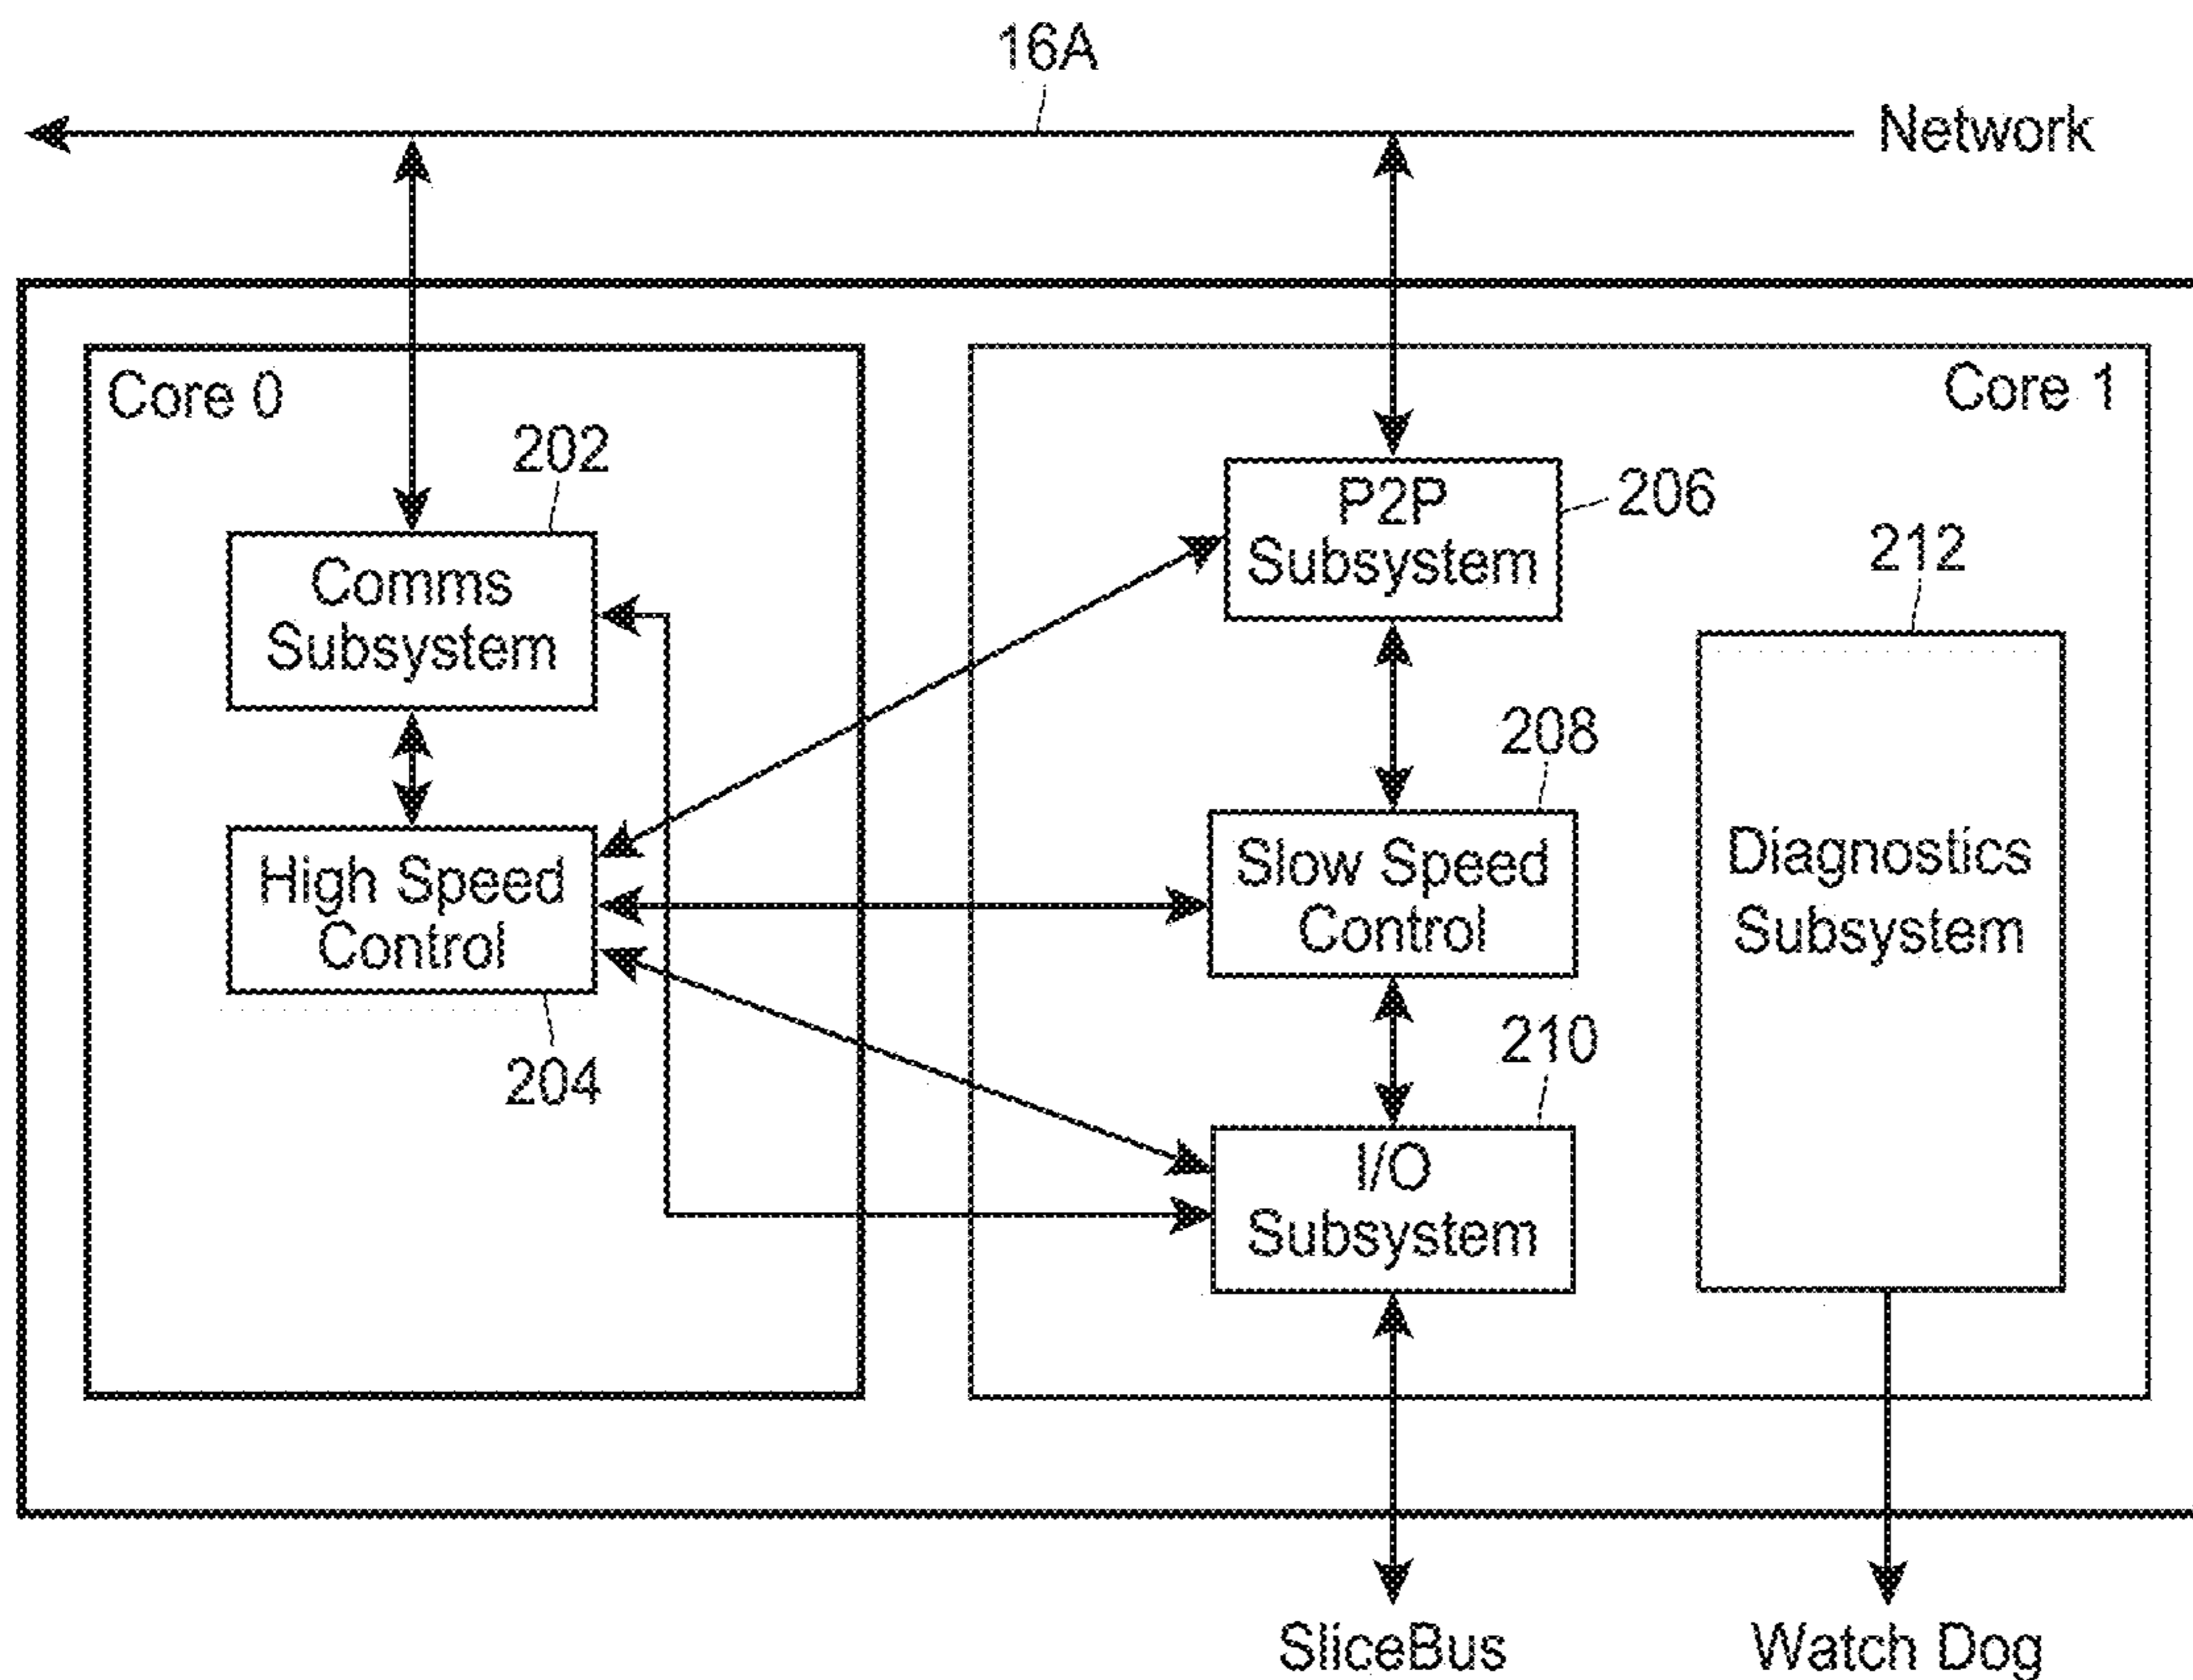 16A
Network
Core 0
Core 1
202
Comms
Subsystem
206
P2P
Subsystem
212
208
High Speed
Control
204
Slow Speed
Control
Diagnostics
Subsystem
210
I/O
Subsystem
SliceBus
Watch Dog